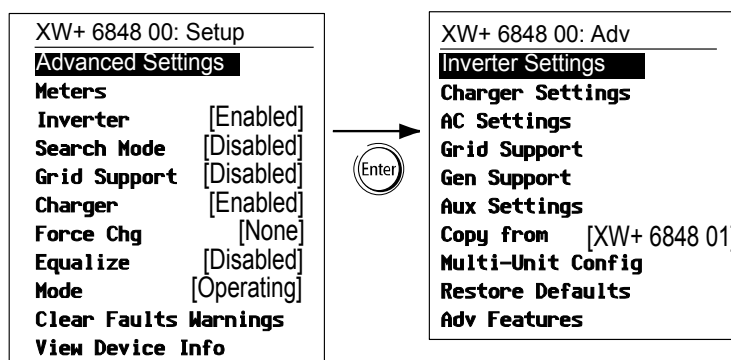 XW+ 6848 00: Setup
Advanced Settings
Meters
Inverter [Enabled]
Search Mode [Disabled]
Grid Support [Disabled]
Charger [Enabled]
Force Chg [None]
Equalize [Disabled]
Mode [Operating]
Clear Faults Warnings
View Device Info
Enter
XW+ 6848 00: Adv
Inverter Settings
Charger Settings
AC Settings
Grid Support
Gen Support
Aux Settings
Copy from [XW+ 6848 01]
Multi-Unit Config
Restore Defaults
Adv Features